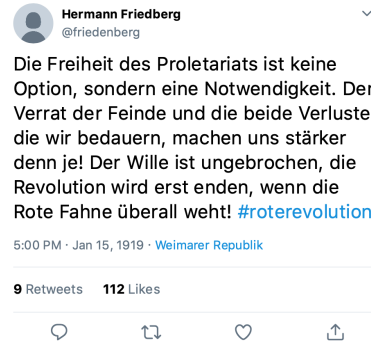 Hermann Friedberg
@friedenberg
Die Freiheit des Proletariats ist keine
Option, sondern eine Notwendigkeit. Der
Verrat der Feinde und die beide Verluste
die wir bedauern, machen uns stärker
denn je! Der Wille ist ungebrochen, die
Revolution wird erst enden, wenn die
Rote Fahne überall weht! #roterevolution
5:00 PM · Jan 15, 1919 · Weimarer Republik
9 Retweets 112 Likes